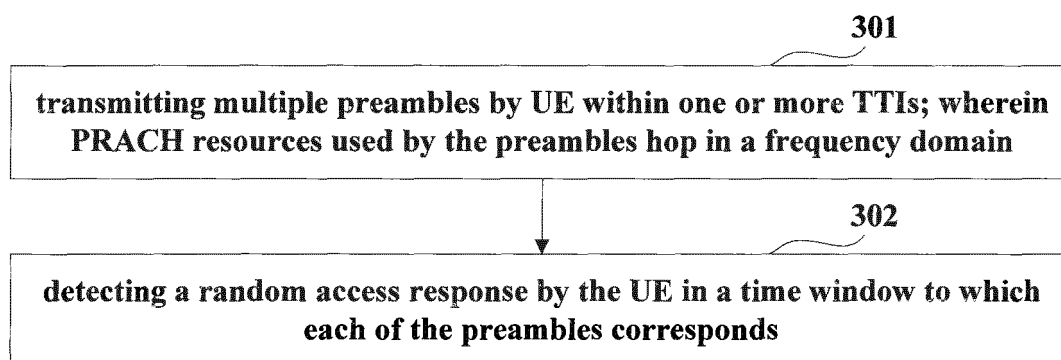 301
transmitting multiple preambles by UE within one or more TTIs; wherein
PRACH resources used by the preambles hop in a frequency domain
302
detecting a random access response by the UE in a time window to which
each of the preambles corresponds